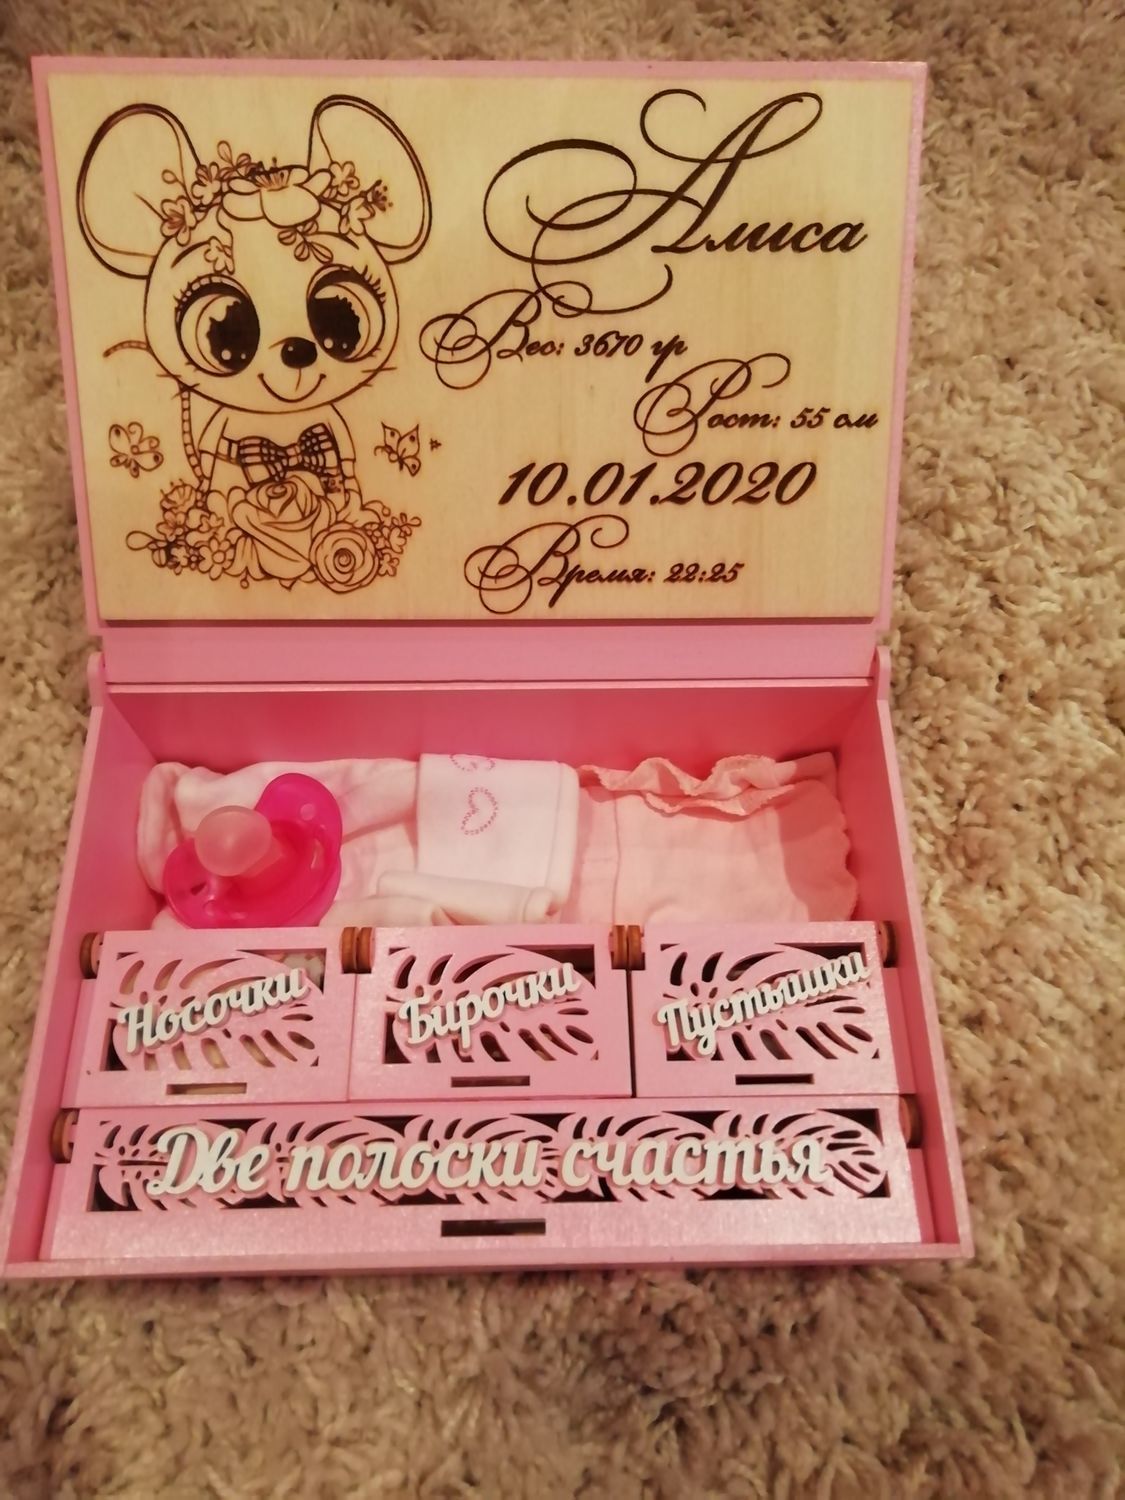 Алиса
Вес: 3670 гр
Рост: 55 см
10.01.2020
Время: 22:25
Носочки
Бирочки
Пустышки
Две полоски счастья